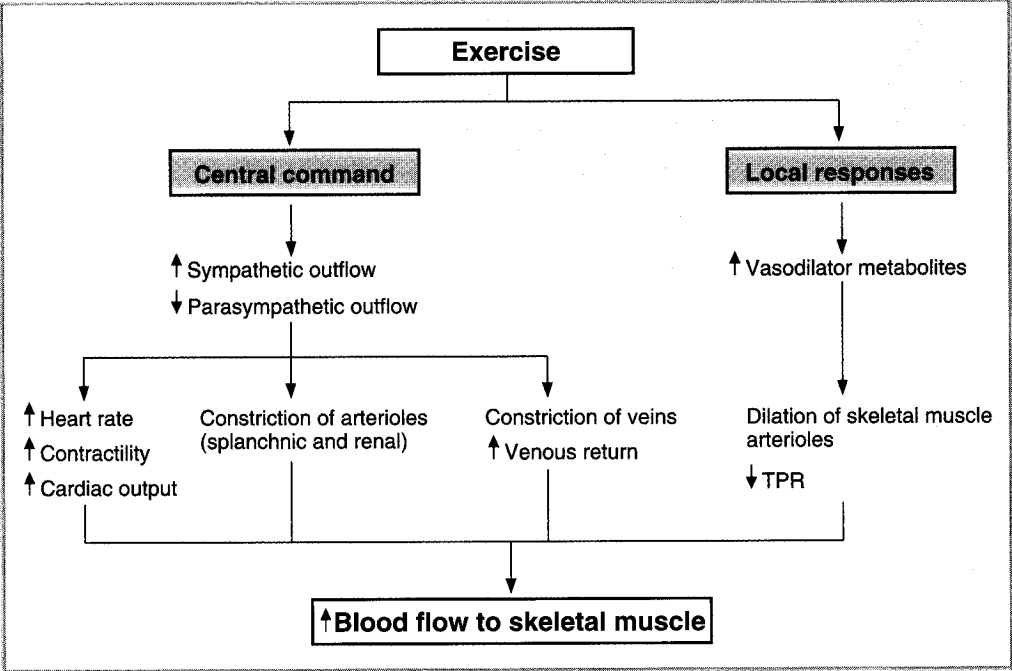 Exercise
Central command
Local responses
↑ Sympathetic outflow
↓ Parasympathetic outflow
↑ Vasodilator metabolites
↑ Heart rate
↑ Contractility
↑ Cardiac output
Constriction of arterioles
(splanchnic and renal)
Constriction of veins
↑ Venous return
Dilation of skeletal muscle
arterioles
↓ TPR
↑Blood flow to skeletal muscle